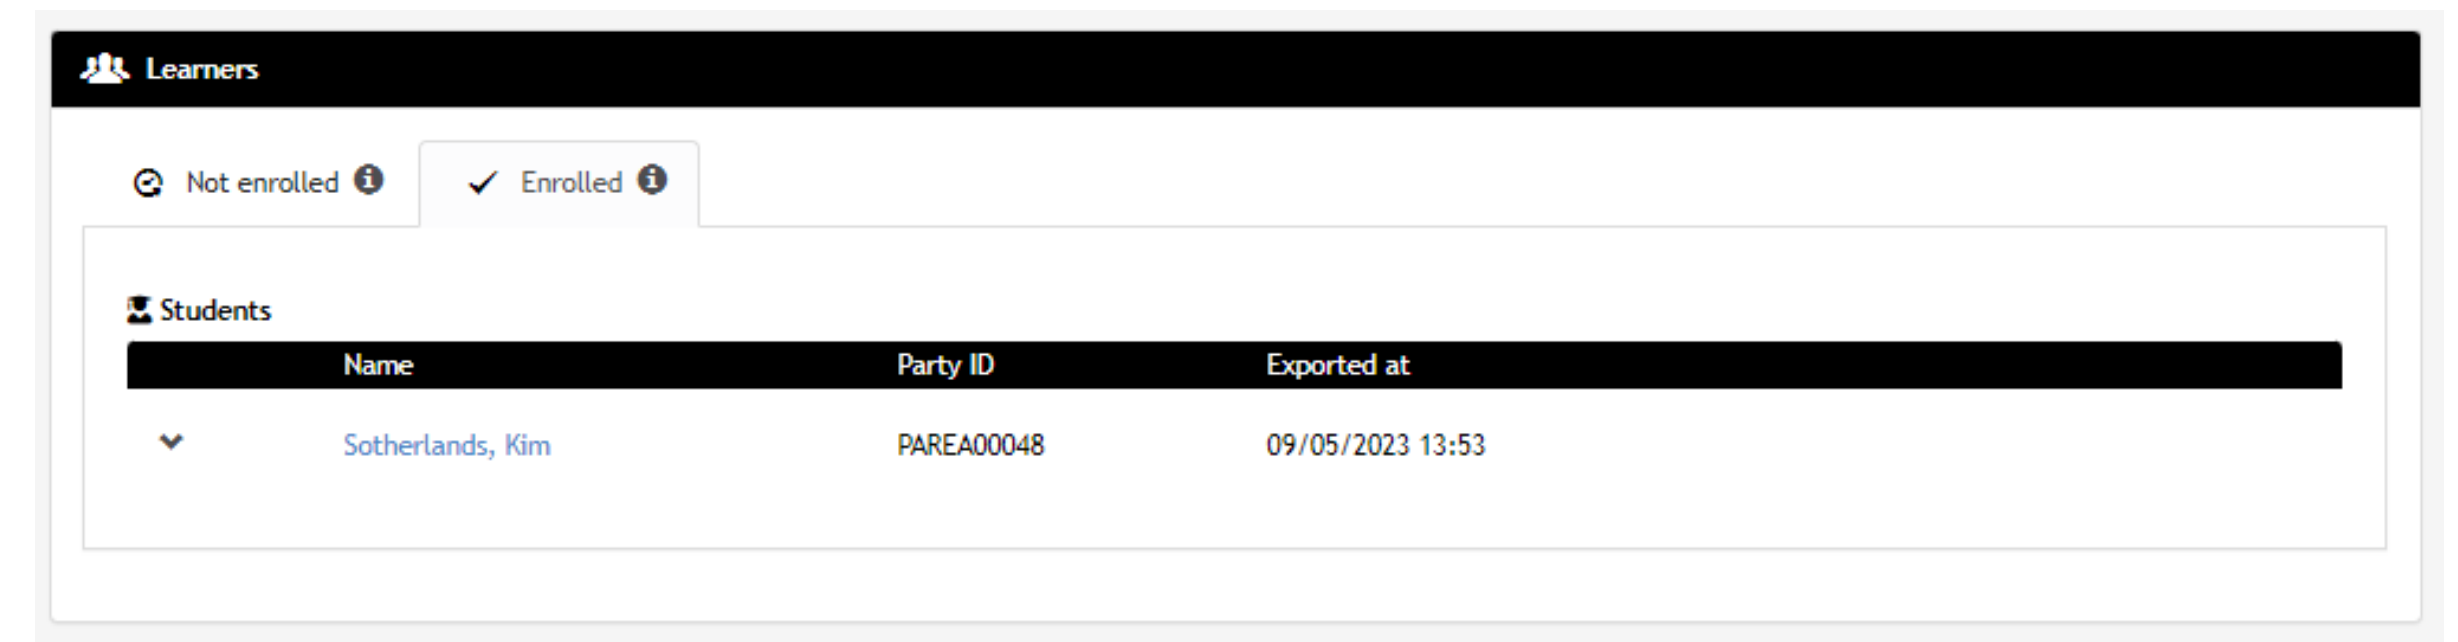 Learners
Not enrolled Enrolled
Students
Name Party ID Exported at
Sotherlands, Kim PAREA00048 09/05/2023 13:53